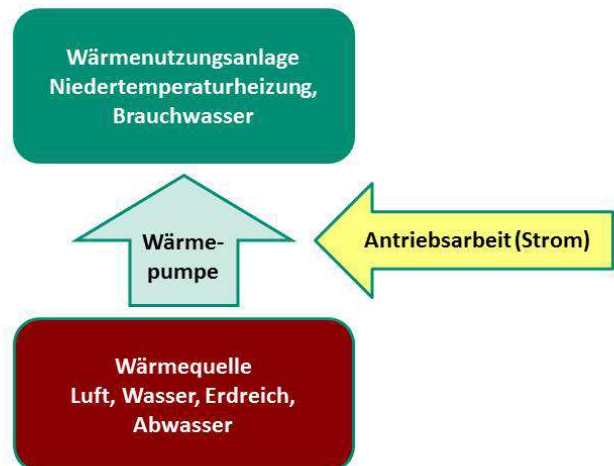 Wärmenutzungsanlage
Niedertemperaturheizung,
Brauchwasser
Wärme-
pumpe
Antriebsarbeit (Strom)
Wärmequelle
Luft, Wasser, Erdreich,
Abwasser